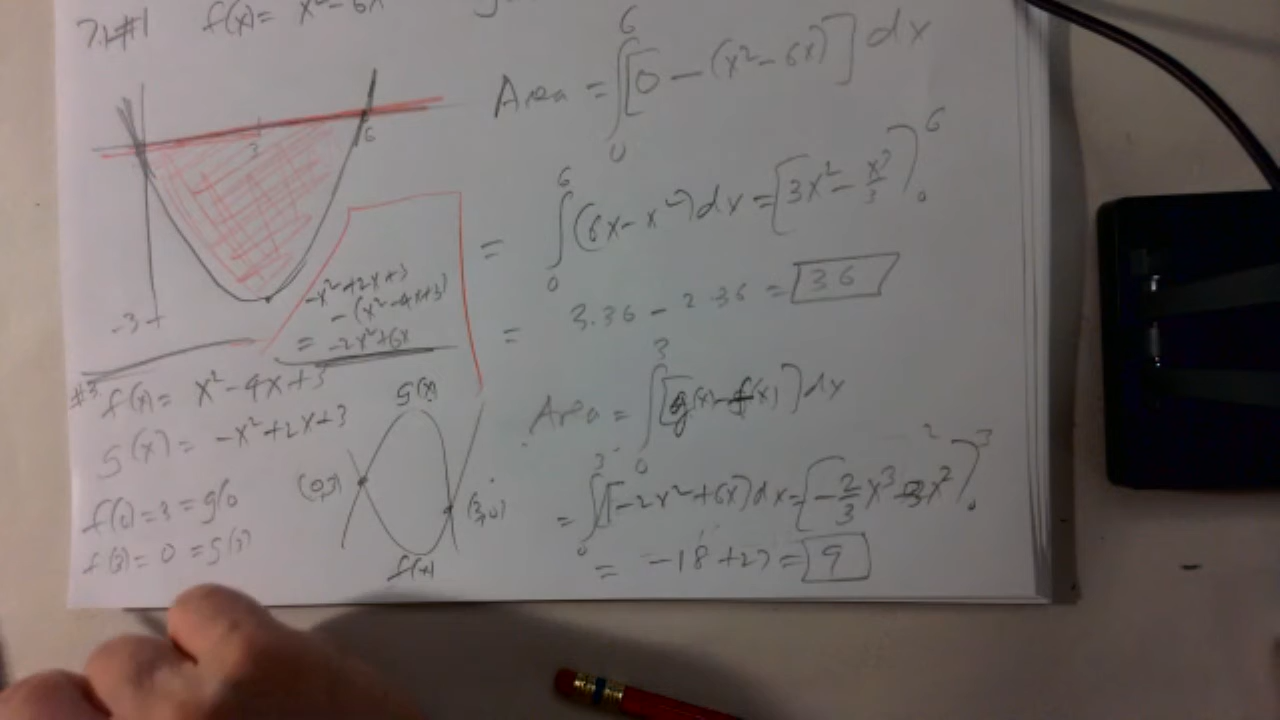 7.1 #1 f(x) = x² - 6x
Area = ∫₀⁶ [0 - (x² - 6x)] dx
3 6
= ∫₀⁶ (6x - x²) dx = [3x² - x³/3]₀⁶
-3
= 3·36 - 2·36 = 36
-x² + 2x + 3
- (x² - 4x + 3)
= -2x² + 6x
#3 f(x) = x² - 4x + 3
g(x) = -x² + 2x + 3
f(0) = 3 = g(0
f(3) = 0 = g(3)
g(x)
(0,3) (3,0)
f(x)
Area = ∫₀³ [g(x) - f(x)] dx
= ∫₀³ [-2x² + 6x] dx = [-2/3 x³ 3x²]₀³
= -18 + 27 = 9